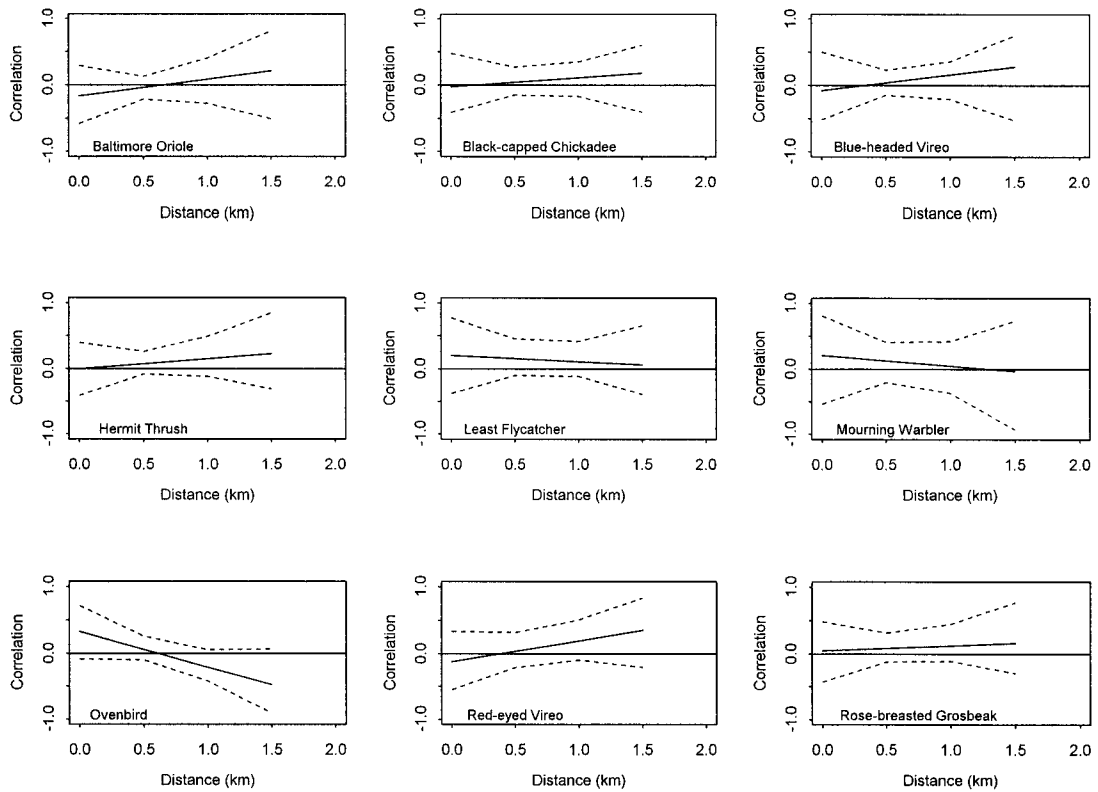 1.0
0.0
-1.0
Correlation
Baltimore Oriole
0.0 0.5 1.0 1.5 2.0
Distance (km)
1.0
0.0
-1.0
Correlation
Black-capped Chickadee
0.0 0.5 1.0 1.5 2.0
Distance (km)
1.0
0.0
-1.0
Correlation
Blue-headed Vireo
0.0 0.5 1.0 1.5 2.0
Distance (km)
1.0
0.0
-1.0
Correlation
Hermit Thrush
0.0 0.5 1.0 1.5 2.0
Distance (km)
1.0
0.0
-1.0
Correlation
Least Flycatcher
0.0 0.5 1.0 1.5 2.0
Distance (km)
1.0
0.0
-1.0
Correlation
Mourning Warbler
0.0 0.5 1.0 1.5 2.0
Distance (km)
1.0
0.0
-1.0
Correlation
Ovenbird
0.0 0.5 1.0 1.5 2.0
Distance (km)
1.0
0.0
-1.0
Correlation
Red-eyed Vireo
0.0 0.5 1.0 1.5 2.0
Distance (km)
1.0
0.0
-1.0
Correlation
Rose-breasted Grosbeak
0.0 0.5 1.0 1.5 2.0
Distance (km)